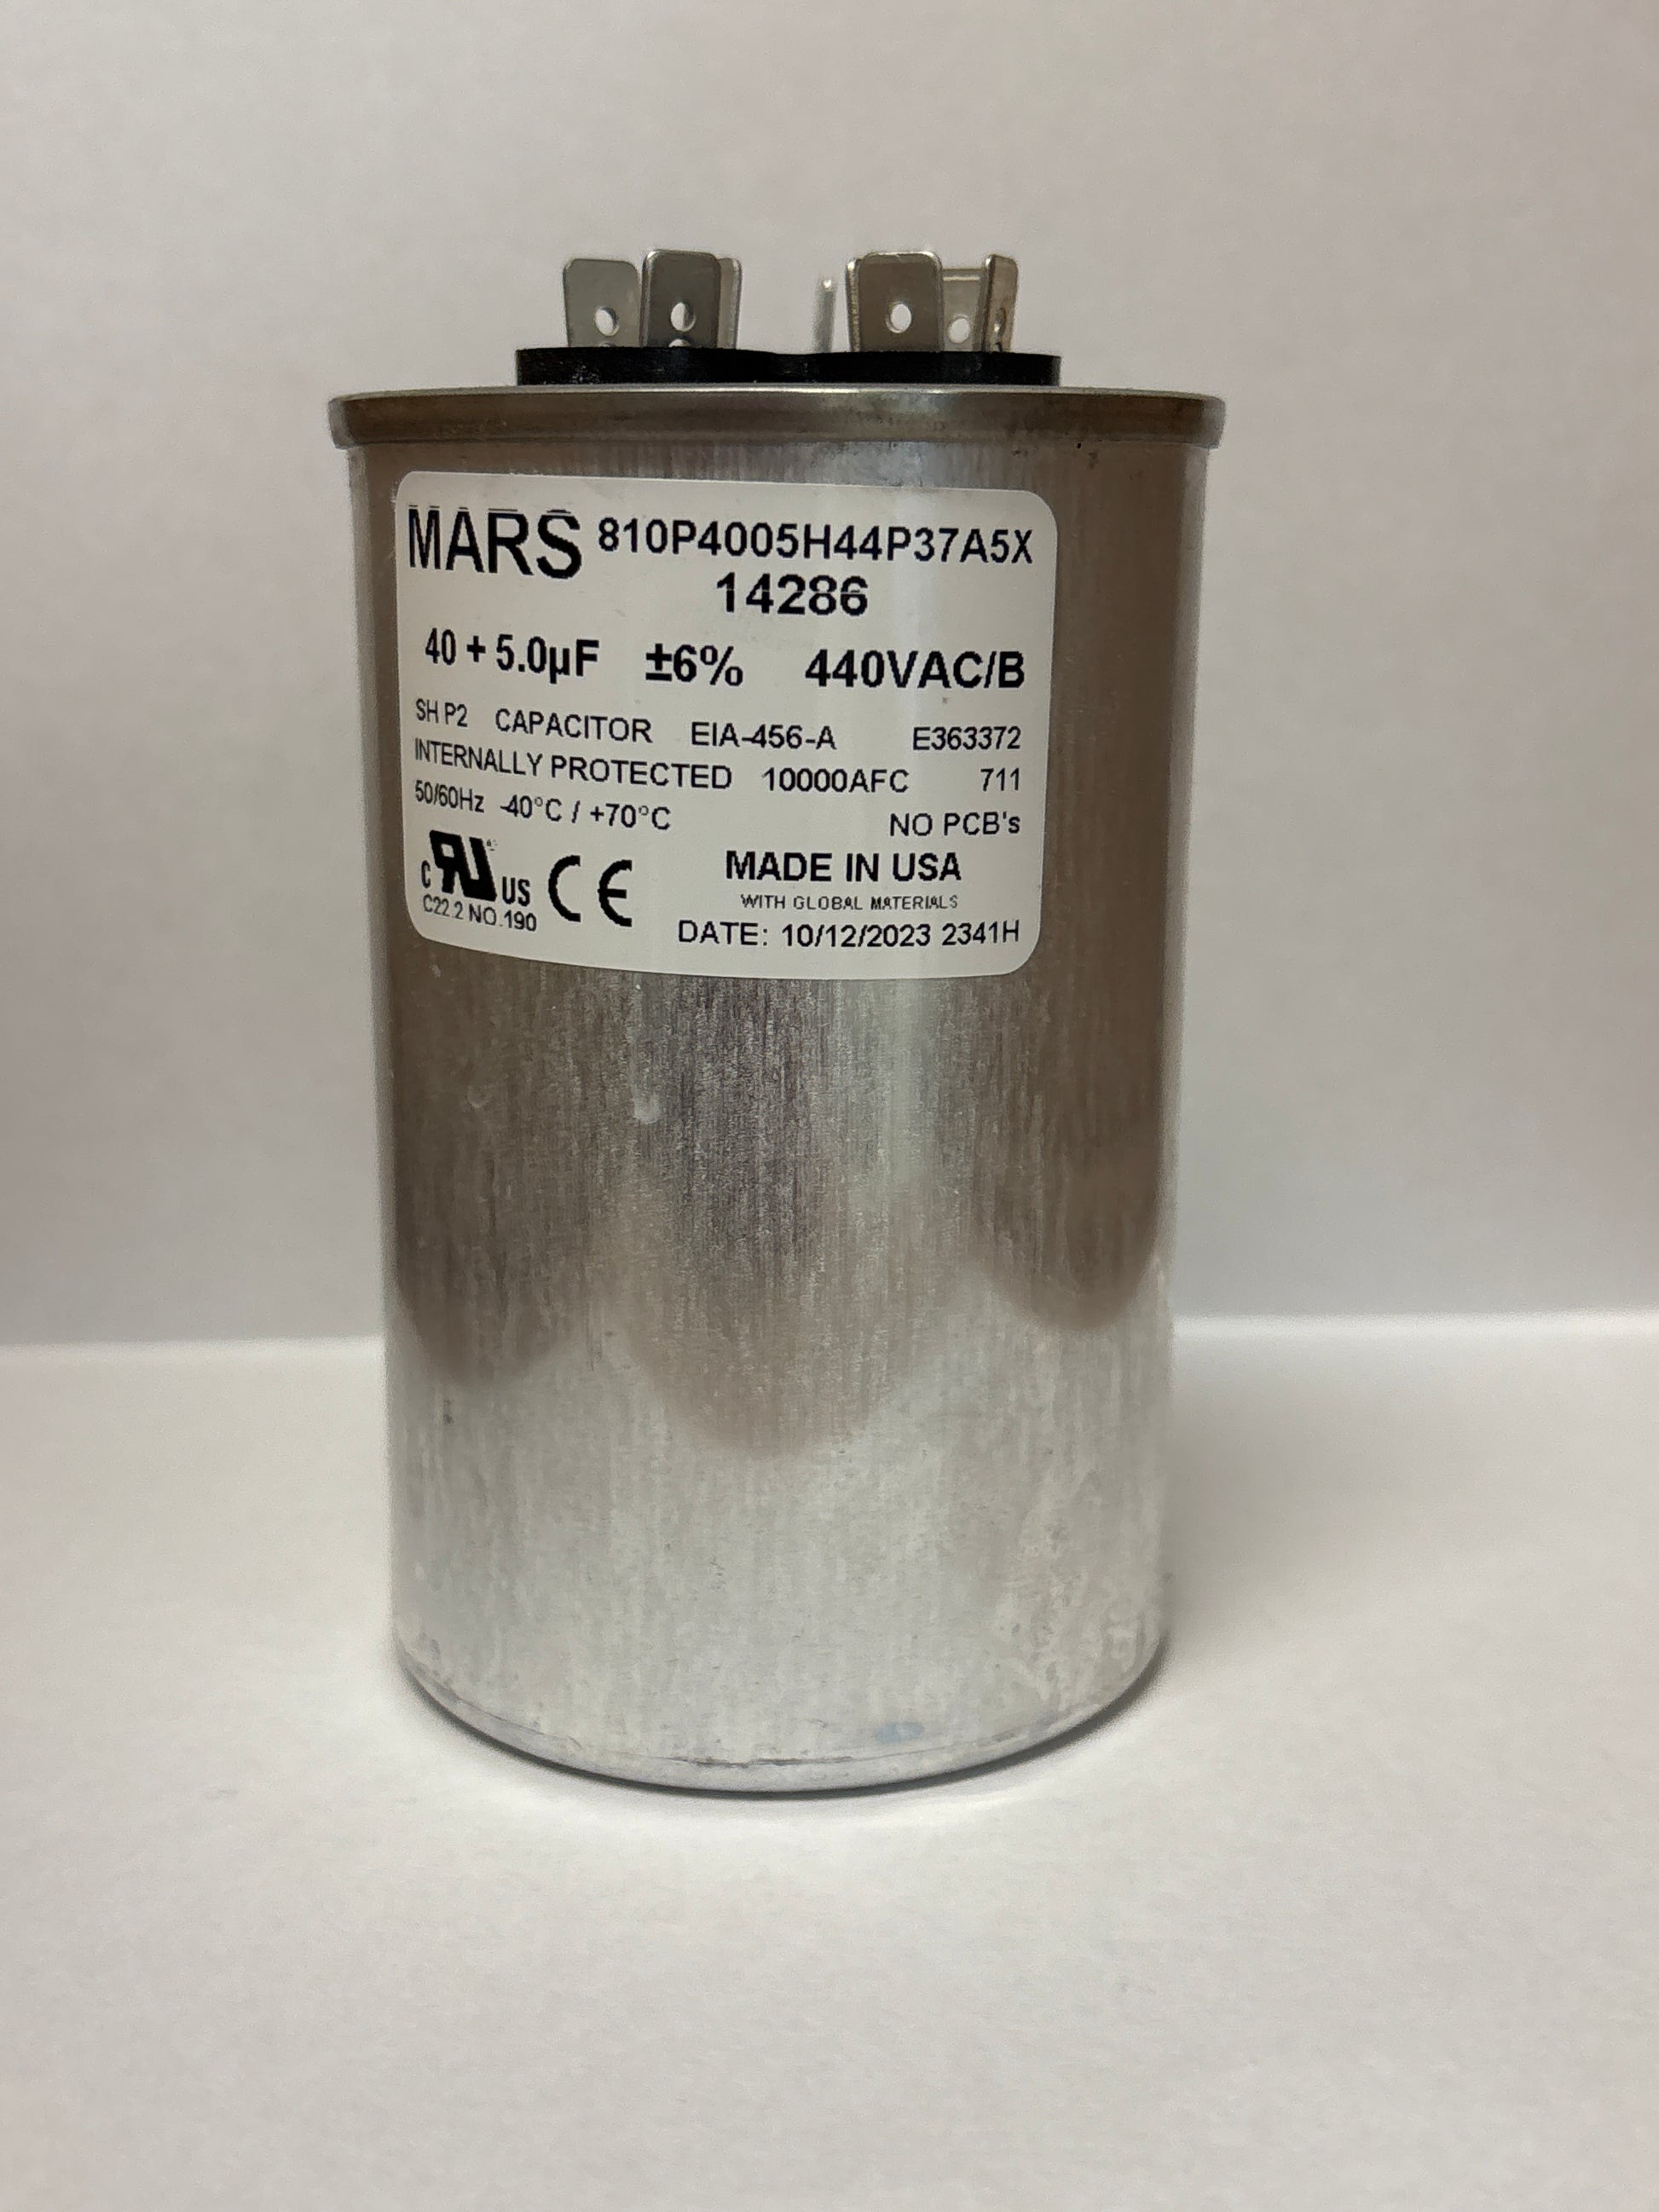 MARS 810P4005H44P37A5X
14286
40 + 5.0µF ±6% 440VAC/B
SH P2 CAPACITOR EIA-456-A E363372
INTERNALLY PROTECTED 10000AFC 711
50/60Hz -40°C / +70°C NO PCB's
c RU US CE MADE IN USA
WITH GLOBAL MATERIALS
C22.2 NO.190 DATE: 10/12/2023 2341H